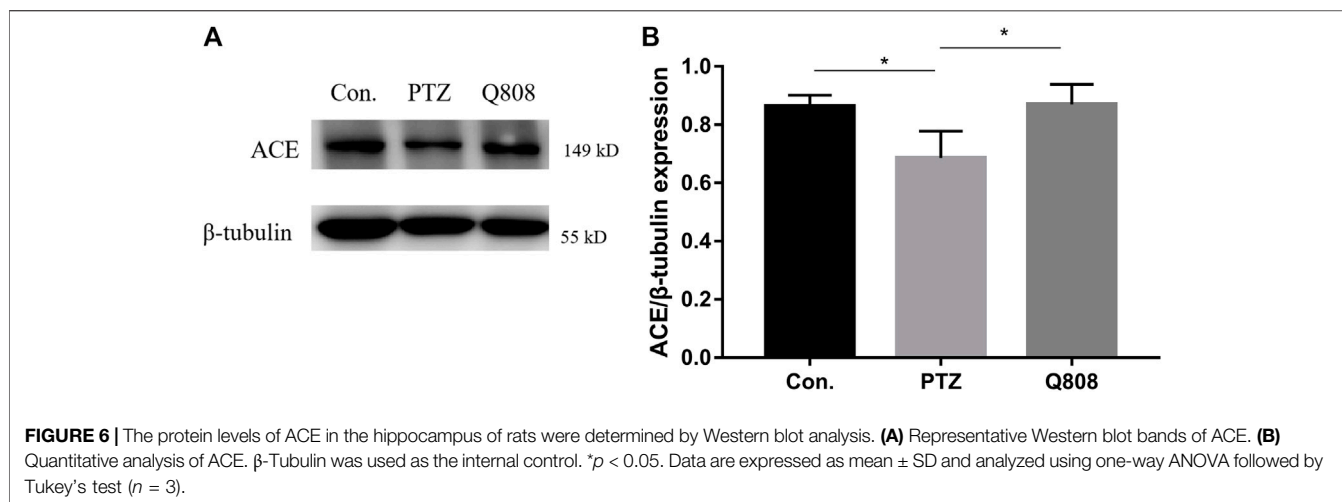 A
Con. PTZ Q808
ACE 149 kD
β-tubulin 55 kD
B
* *
ACE/β-tubulin expression
1.0
0.8
0.6
0.4
0.2
0.0
Con. PTZ Q808
FIGURE 6 | The protein levels of ACE in the hippocampus of rats were determined by Western blot analysis. (A) Representative Western blot bands of ACE. (B)
Quantitative analysis of ACE. β-Tubulin was used as the internal control. *p < 0.05. Data are expressed as mean ± SD and analyzed using one-way ANOVA followed by
Tukey's test (n = 3).